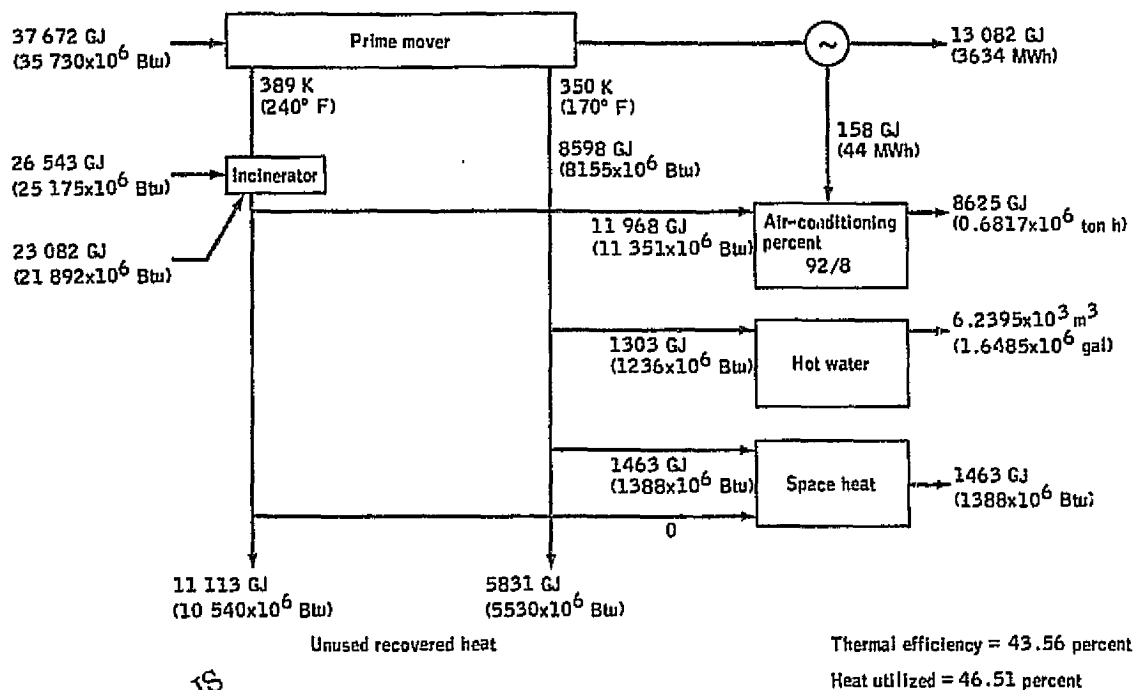 37 672 GJ
(35 730x10⁶ Btu)
Prime mover
~
13 082 GJ
(3634 MWh)
389 K
(240° F)
350 K
(170° F)
158 GJ
(44 MWh)
8598 GJ
(8155x10⁶ Btu)
26 543 GJ
(25 175x10⁶ Btu)
Incinerator
23 082 GJ
(21 892x10⁶ Btu)
11 968 GJ
(11 351x10⁶ Btu)
Air-conditioning
percent
92/8
8625 GJ
(0.6817x10⁶ ton h)
1303 GJ
(1236x10⁶ Btu)
Hot water
6.2395x10³ m³
(1.6485x10⁶ gal)
1463 GJ
(1388x10⁶ Btu)
Space heat
1463 GJ
(1388x10⁶ Btu)
0
11 113 GJ
(10 540x10⁶ Btu)
5831 GJ
(5530x10⁶ Btu)
Unused recovered heat
Thermal efficiency = 43.56 percent
Heat utilized = 46.51 percent